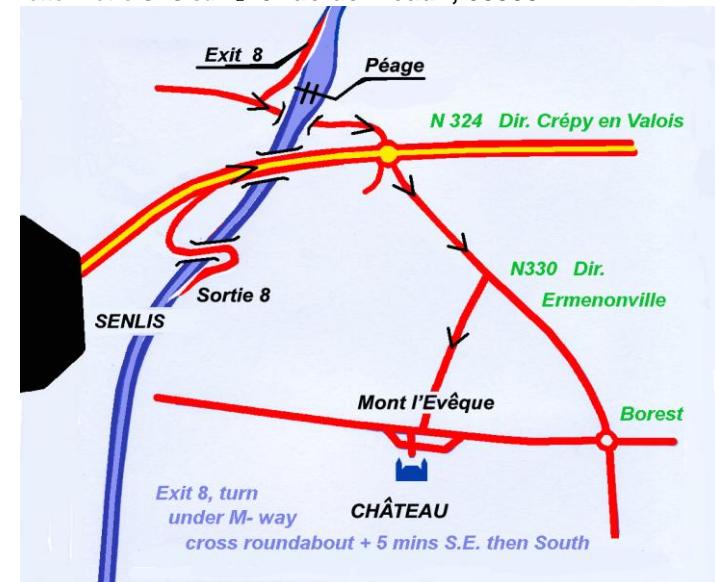 Exit 8
Péage
N 324 Dir. Crépy en Valois
N330 Dir.
Ermenonville
Sortie 8
SENLIS
Mont l'Evêque
Borest
CHÂTEAU
Exit 8, turn
under M- way
cross roundabout + 5 mins S.E. then South